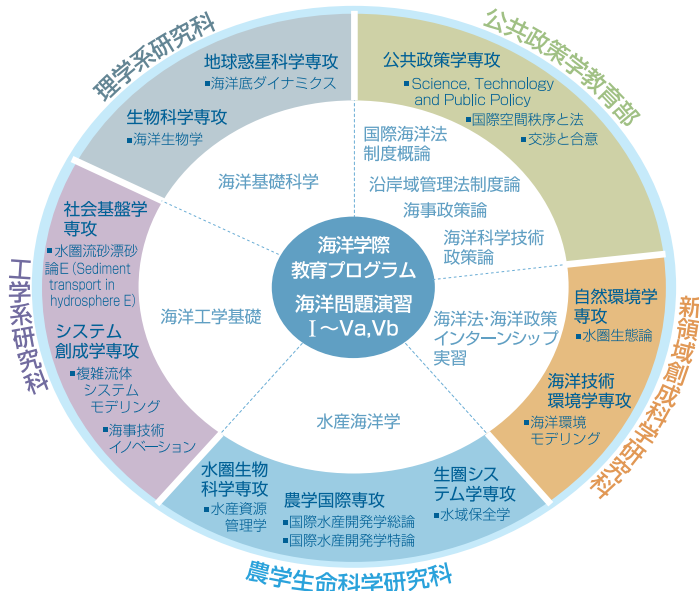 理学系研究科
地球惑星科学専攻
▪海洋底ダイナミクス
生物科学専攻
▪海洋生物学
公共政策学教育部
公共政策学専攻
▪Science, Technology
and Public Policy
▪国際空間秩序と法
▪交渉と合意
海洋基礎科学
国際海洋法
制度概論
沿岸域管理法制度論
海事政策論
海洋科学技術
政策論
工学系研究科
社会基盤学
専攻
▪水圏流砂漂砂
論E (Sediment
transport in
hydrosphere E)
システム
創成学専攻
▪複雑流体
システム
モデリング
▪海事技術
イノベーション
海洋工学基礎
海洋学際
教育プログラム
海洋問題演習
Ⅰ～Ⅴa,Ⅴb
海洋法・海洋政策
インターンシップ
実習
新領域創成科学研究科
自然環境学
専攻
▪水圏生態論
海洋技術
環境学専攻
▪海洋環境
モデリング
水産海洋学
水圏生物
科学専攻
▪水産資源
管理学
農学国際専攻
▪国際水産開発学総論
▪国際水産開発学特論
生圏シス
テム学専攻
▪水域保全学
農学生命科学研究科